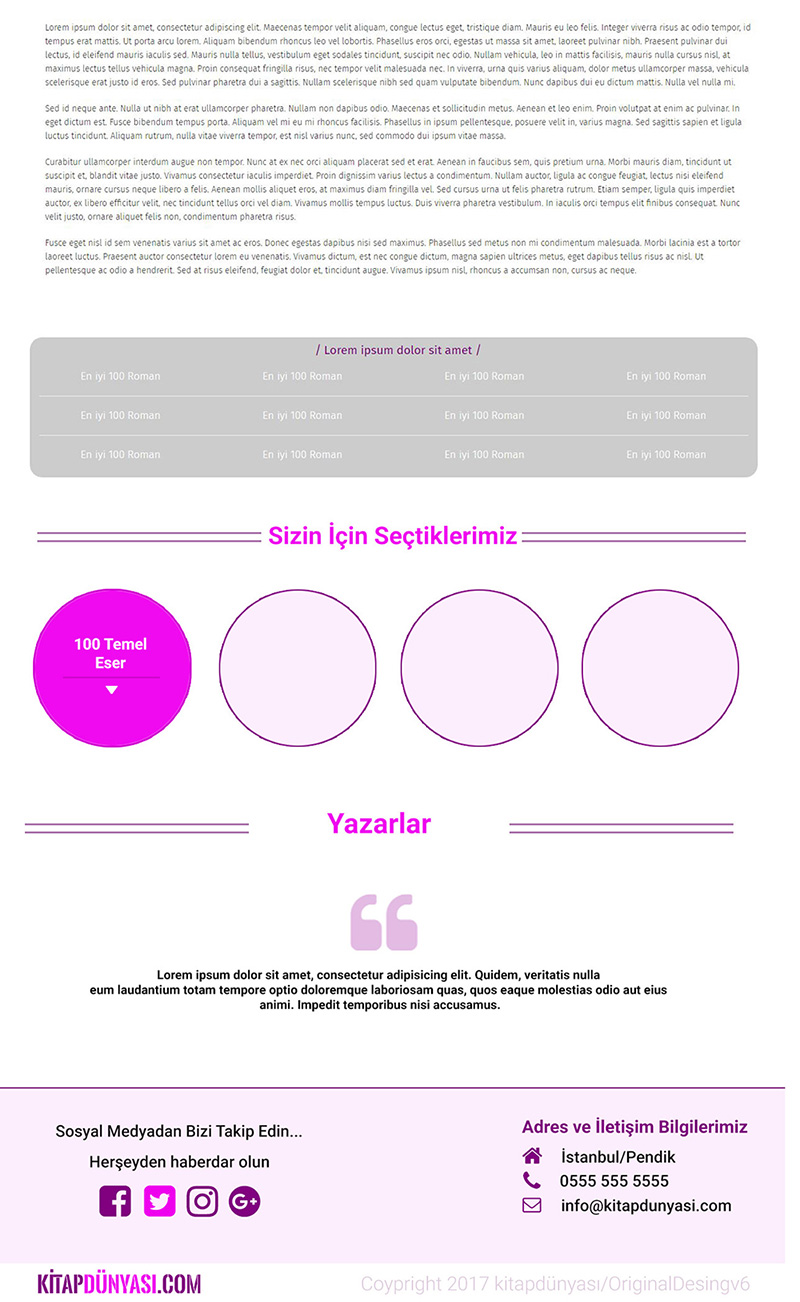 Lorem ipsum dolor sit amet, consectetur adipiscing elit. Maecenas tempor velit aliquam, congue lectus eget, tristique diam. Mauris eu leo felis. Integer viverra risus ac odio tempor, id
tempus erat mattis. Ut porta arcu lorem. Aliquam bibendum rhoncus leo vel lobortis. Phasellus eros orci, egestas ut massa sit amet, laoreet pulvinar nibh. Praesent pulvinar dui
lectus, id eleifend mauris iaculis sed. Mauris nulla tellus, vestibulum eget sodales tincidunt, suscipit nec odio. Nullam vehicula, leo in mattis facilisis, mauris nulla cursus nisl, at
maximus lectus tellus vehicula magna. Proin consequat fringilla risus, nec tempor velit malesuada nec. In viverra, urna quis varius aliquam, dolor metus ullamcorper massa, vehicula
scelerisque erat justo id eros. Sed pulvinar pharetra dui a sagittis. Nullam scelerisque nibh sed quam vulputate bibendum. Nunc dapibus dui eu dictum mattis. Nulla vel nulla mi.
Sed id neque ante. Nulla ut nibh at erat ullamcorper pharetra. Nullam non dapibus odio. Maecenas et sollicitudin metus. Aenean et leo enim. Proin volutpat at enim ac pulvinar. In
eget dictum est. Fusce bibendum tempus porta. Aliquam vel mi eu mi rhoncus facilisis. Phasellus in ipsum pellentesque, posuere velit in, varius magna. Sed sagittis sapien et ligula
luctus tincidunt. Aliquam rutrum, nulla vitae viverra tempor, est nisl varius nunc, sed commodo dui ipsum vitae massa.
Curabitur ullamcorper interdum augue non tempor. Nunc at ex nec orci aliquam placerat sed et erat. Aenean in faucibus sem, quis pretium urna. Morbi mauris diam, tincidunt ut
suscipit et, blandit vitae justo. Vivamus consectetur iaculis imperdiet. Proin dignissim varius lectus a condimentum. Nullam auctor, ligula ac congue feugiat, lectus nisi eleifend
mauris, ornare cursus neque libero a felis. Aenean mollis aliquet eros, at maximus diam fringilla vel. Sed cursus urna ut felis pharetra rutrum. Etiam semper, ligula quis imperdiet
auctor, ex libero efficitur velit, nec tincidunt tellus orci vel diam. Vivamus mollis tempus luctus. Duis viverra pharetra vestibulum. In iaculis orci tempus elit finibus consequat. Nunc
velit justo, ornare aliquet felis non, condimentum pharetra risus.
Fusce eget nisl id sem venenatis varius sit amet ac eros. Donec egestas dapibus nisi sed maximus. Phasellus sed metus non mi condimentum malesuada. Morbi lacinia est a tortor
laoreet luctus. Praesent auctor consectetur lorem eu venenatis. Vivamus dictum, est nec congue dictum, magna sapien ultrices metus, eget dapibus tellus risus ac nisl. Ut
pellentesque ac odio a hendrerit. Sed at risus eleifend, feugiat dolor et, tincidunt augue. Vivamus ipsum nisl, rhoncus a accumsan non, cursus ac neque.
/ Lorem ipsum dolor sit amet /
En iyi 100 Roman En iyi 100 Roman En iyi 100 Roman En iyi 100 Roman
En iyi 100 Roman En iyi 100 Roman En iyi 100 Roman En iyi 100 Roman
En iyi 100 Roman En iyi 100 Roman En iyi 100 Roman En iyi 100 Roman
Sizin İçin Seçtiklerimiz
100 Temel
Eser
Yazarlar
Lorem ipsum dolor sit amet, consectetur adipisicing elit. Quidem, veritatis nulla
eum laudantium totam tempore optio doloremque laboriosam quas, quos eaque molestias odio aut eius
animi. Impedit temporibus nisi accusamus.
Sosyal Medyadan Bizi Takip Edin...
Herşeyden haberdar olun
Adres ve İletişim Bilgilerimiz
İstanbul/Pendik
0555 555 5555
info@kitapdunyasi.com
KİTAPDÜNYASI.COM
Coypright 2017 kitapdünyası/OriginalDesingv6